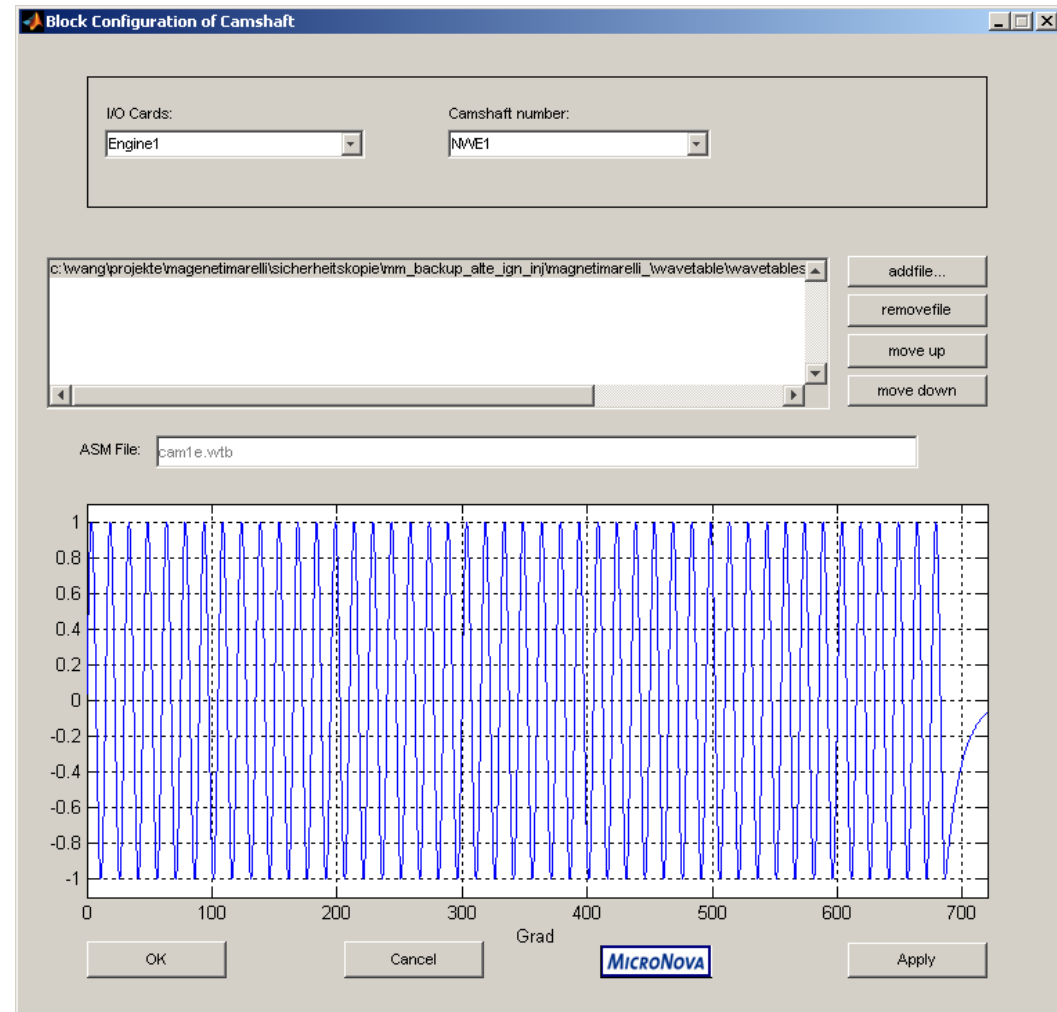 Block Configuration of Camshaft
I/O Cards:
Camshaft number:
Engine1
NWE1
c:\wang\projekte\magenetimarelli\sicherheitskopie\mm_backup_alte_ign_inj\magnetimarelli_\wavetable\wavetables
addfile...
removefile
move up
move down
ASM File:
cam1e.wtb
1
0.8
0.6
0.4
0.2
0
-0.2
-0.4
-0.6
-0.8
-1
0 100 200 300 400 500 600 700
Grad
OK
Cancel
MICRONOVA
Apply